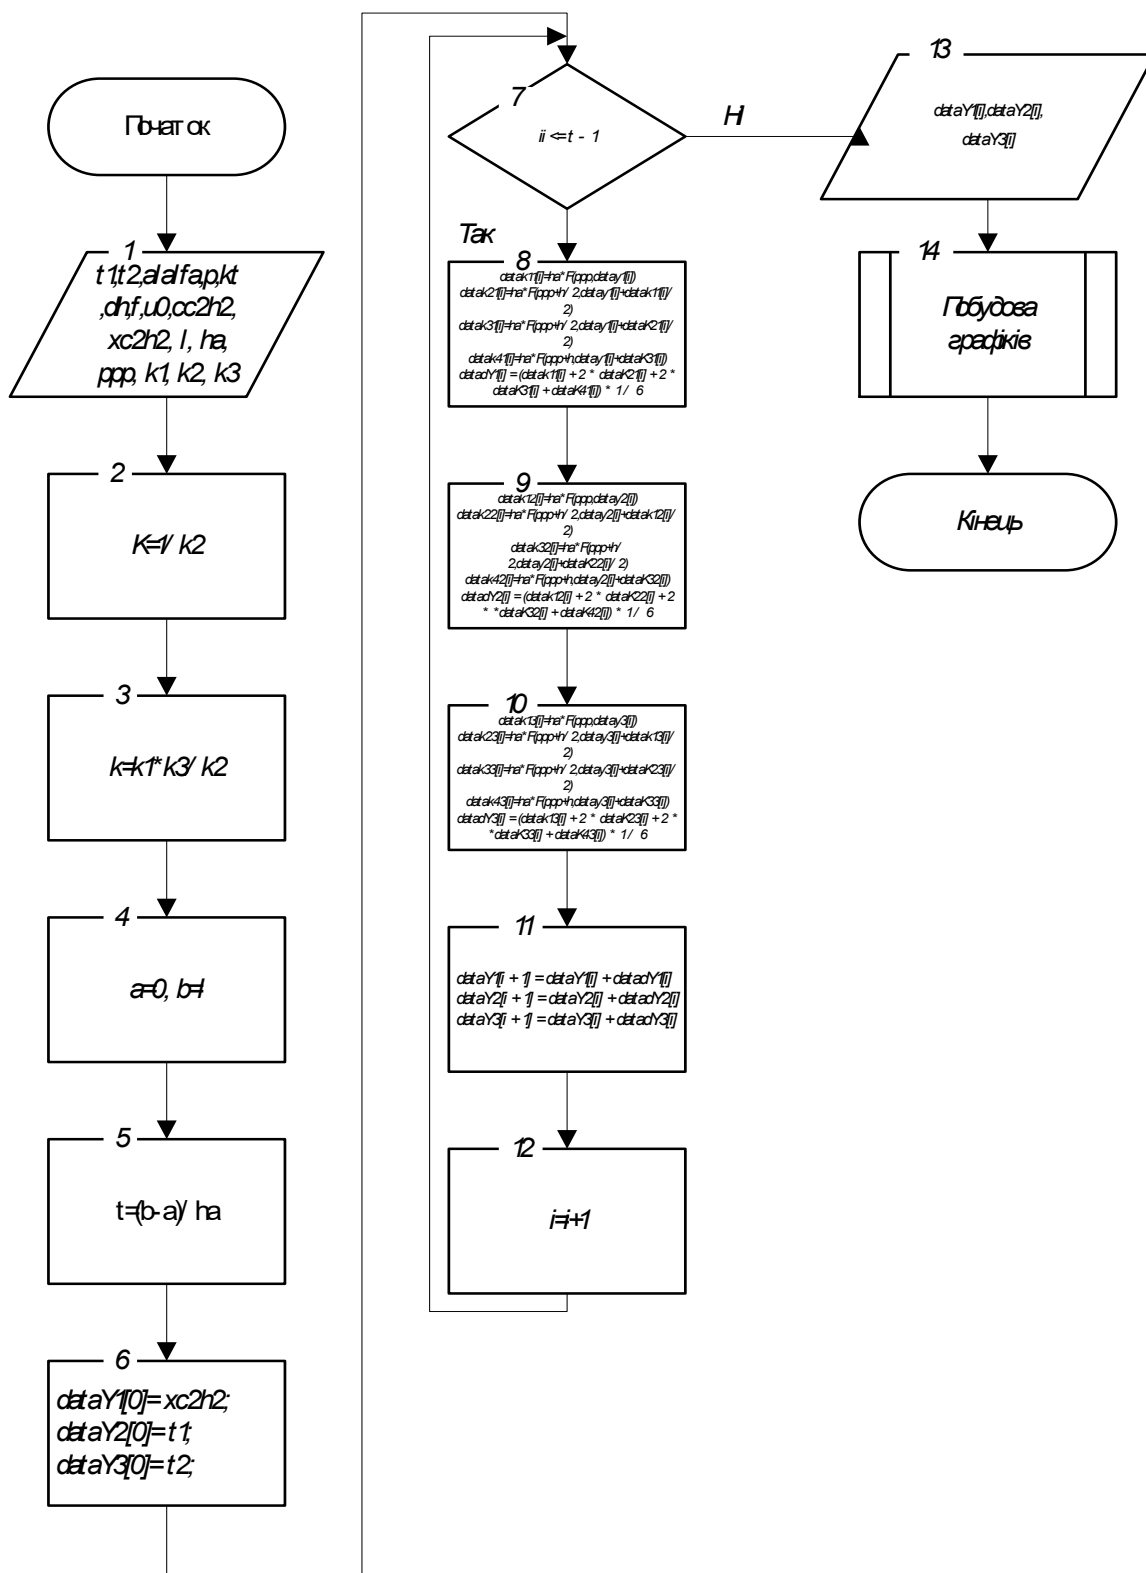 Початок
1
t1,t2,alalfa,p,kt
,dh,f,u0,cc2h2,
xc2h2, l, ha,
ppp, k1, k2, k3
2
K=1/ k2
3
k=k1*k3/ k2
4
a=0, b=l
5
t=(b-a)/ ha
6
dataY1[0]= xc2h2;
dataY2[0]= t1;
dataY3[0]= t2;
7
ii <=t - 1
Ні
Так
8
datak11[i]=ha*F(ppp,datay1[i])
datak21[i]=ha*F(ppp+h/ 2,datay1[i]+datak11[i]/
2)
datak31[i]=ha*F(ppp+h/ 2,datay1[i]+dataK21[i]/
2)
datak41[i]=ha*F(ppp+h,datay1[i]+dataK31[i])
datadY1[i] = (datak11[i] + 2 * dataK21[i] + 2 *
dataK31[i] + dataK41[i]) * 1/ 6
9
datak12[i]=ha*F(ppp,datay2[i])
datak22[i]=ha*F(ppp+h/ 2,datay2[i]+datak12[i]/
2)
datak32[i]=ha*F(ppp+h/
2,datay2[i]+dataK22[i]/ 2)
datak42[i]=ha*F(ppp+h,datay2[i]+dataK32[i])
datadY2[i] = (datak12[i] + 2 * dataK22[i] + 2
* *dataK32[i] + dataK42[i]) * 1/ 6
10
datak13[i]=ha*F(ppp,datay3[i])
datak23[i]=ha*F(ppp+h/ 2,datay3[i]+datak13[i]/
2)
datak33[i]=ha*F(ppp+h/ 2,datay3[i]+dataK23[i]/
2)
datak43[i]=ha*F(ppp+h,datay3[i]+dataK33[i])
datadY3[i] = (datak13[i] + 2 * dataK23[i] + 2 *
*dataK33[i] + dataK43[i]) * 1/ 6
11
dataY1[i + 1] = dataY1[i] + datadY1[i]
dataY2[i + 1] = dataY2[i] + datadY2[i]
dataY3[i + 1] = dataY3[i] + datadY3[i]
12
i=i+1
13
dataY1[i],dataY2[i],
dataY3[i]
14
Побудова
графіків
Кінець